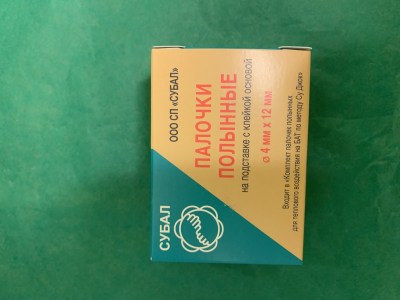 ООО СП «СУБАЛ»
ПАЛОЧКИ
ПОЛЫННЫЕ
на подставке с клейкой основой
⌀ 4 мм х 12 мм
Входит в «Комплект палочек полынных
для теплового воздействия на БАТ по методу Су Джок»
СУБАЛ